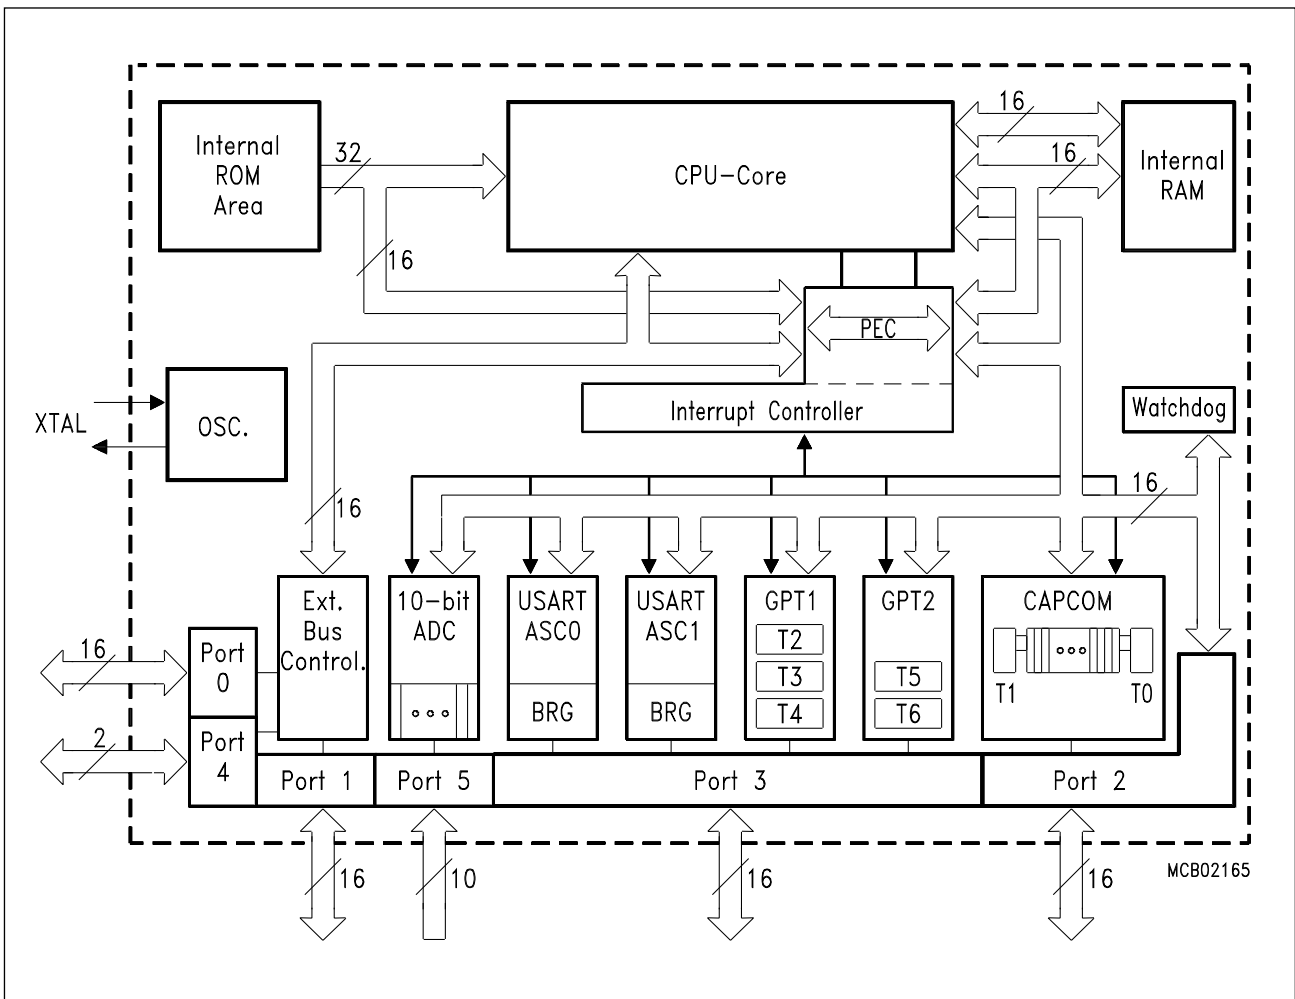 16
Internal
ROM
Area
32
CPU-Core
16
Internal
RAM
16
PEC
Interrupt Controller
Watchdog
XTAL
OSC.
16
16
Ext.
Bus
Control.
10-bit
ADC
USART
ASC0
BRG
USART
ASC1
BRG
GPT1
T2
T3
T4
GPT2
T5
T6
CAPCOM
T1
T0
16
Port
0
2
Port
4
Port 1
Port 5
Port 3
Port 2
16
10
16
16
MCB02165